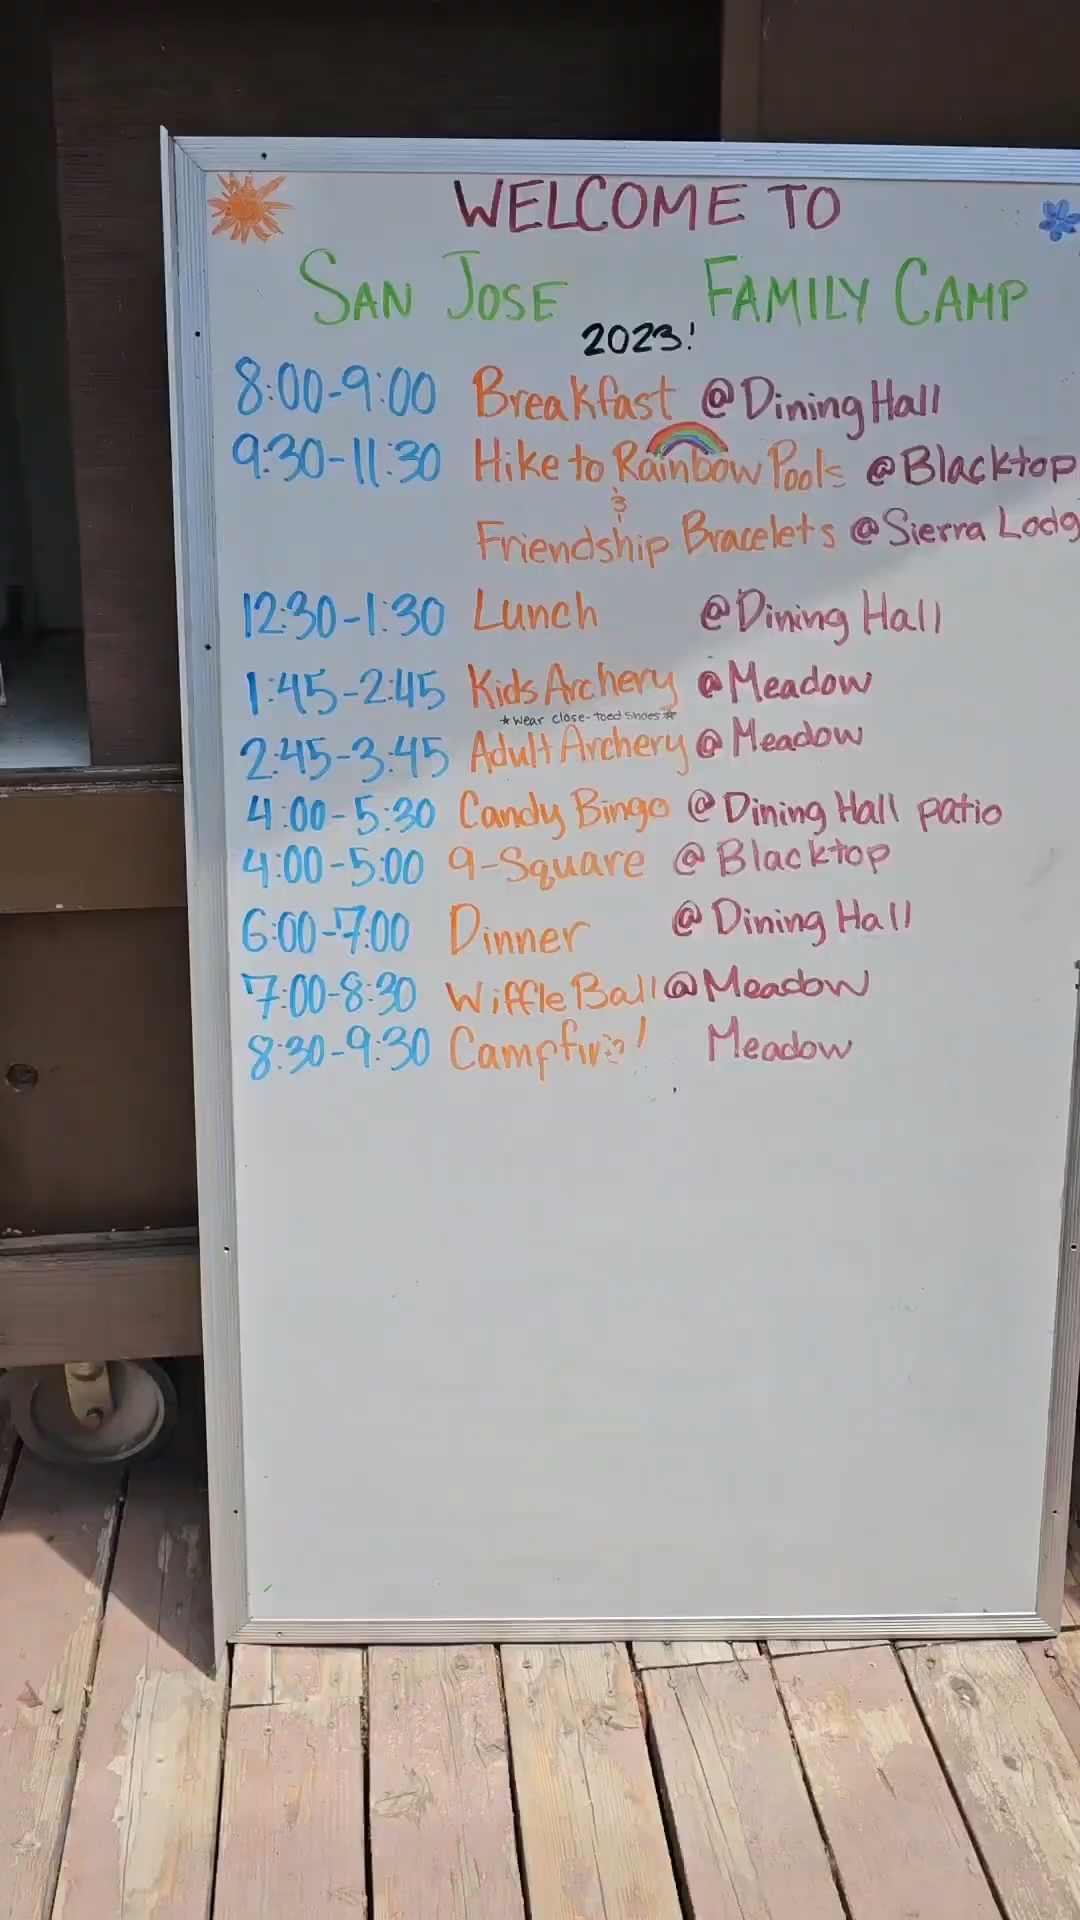 WELCOME TO
SAN JOSE FAMILY CAMP
2023!
8:00-9:00 Breakfast @Dining Hall
9:30-11:30 Hike to Rainbow Pools @Blacktop
&
Friendship Bracelets @Sierra Lodg
12:30-1:30 Lunch @Dining Hall
1:45-2:45 Kids Archery @Meadow
*Wear close-toed shoes*
2:45-3:45 Adult Archery @Meadow
4:00-5:30 Candy Bingo @Dining Hall patio
4:00-5:00 9-Square @Blacktop
6:00-7:00 Dinner @Dining Hall
7:00-8:30 Wiffle Ball @Meadow
8:30-9:30 Campfire! Meadow